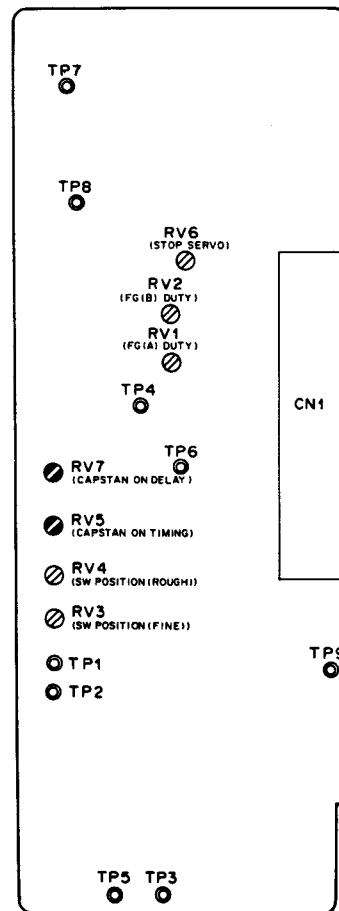 TP7
TP8
RV6
(STOP SERVO)
RV2
(FG(B) DUTY)
RV1
(FG(A) DUTY)
TP4
CN1
TP6
RV7
(CAPSTAN ON DELAY)
RV5
(CAPSTAN ON TIMING)
RV4
(SW POSITION (ROUGH))
RV3
(SW POSITION (FINE))
TP1
TP9
TP2
TP5 TP3